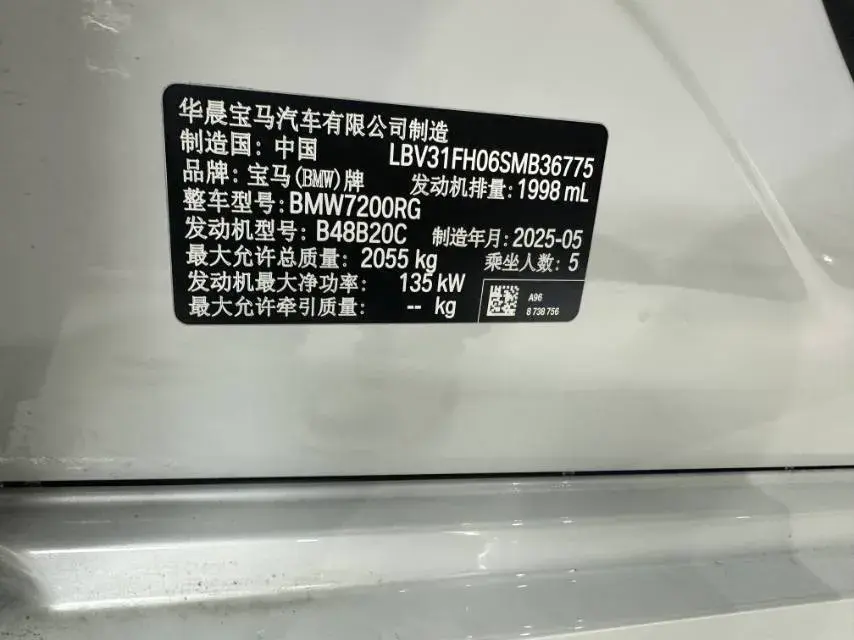 华晨宝马汽车有限公司制造
制造国：中国 LBV31FH06SMB36775
品牌：宝马(BMW)牌 发动机排量：1998 mL
整车型号：BMW7200RG
发动机型号：B48B20C 制造年月：2025-05
最大允许总质量：2055 kg 乘坐人数：5
发动机最大净功率：135 kW
最大允许牵引质量：-- kg
A96
8 738 756